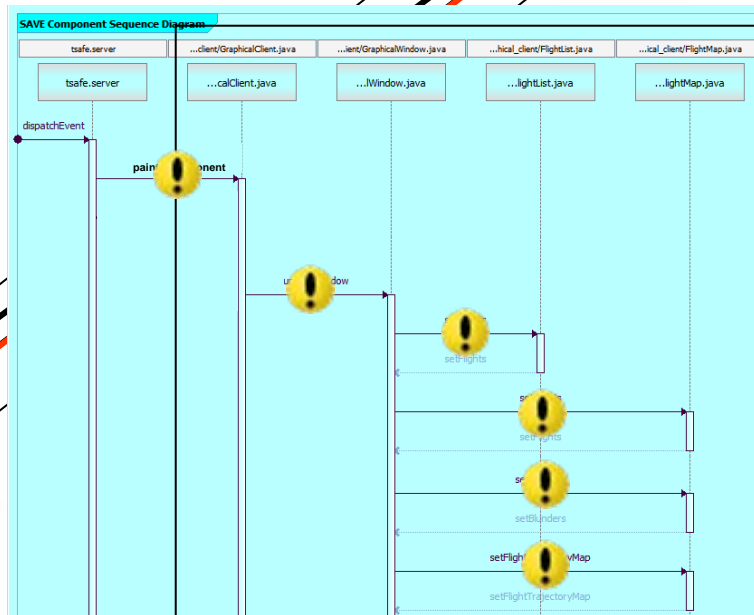 SAVE Component Sequence Diagram
tsafe.server
...client/GraphicalClient.java
...ient/GraphicalWindow.java
...hical_client/FlightList.java
...ical_client/FlightMap.java
tsafe.server
...calClient.java
...lWindow.java
...lightList.java
...lightMap.java
dispatchEvent
setFlights
setFlights
setBlunders
setFlightTrajectoryMap